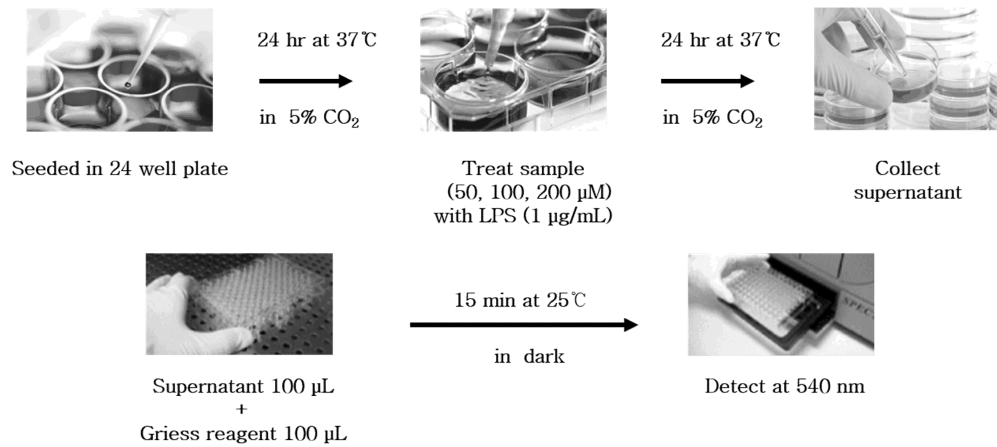 24 hr at 37℃
in 5% CO₂
24 hr at 37℃
in 5% CO₂
Seeded in 24 well plate
Treat sample
(50, 100, 200 µM)
with LPS (1 µg/mL)
Collect
supernatant
15 min at 25℃
in dark
SPEC
Supernatant 100 µL
+
Griess reagent 100 µL
Detect at 540 nm